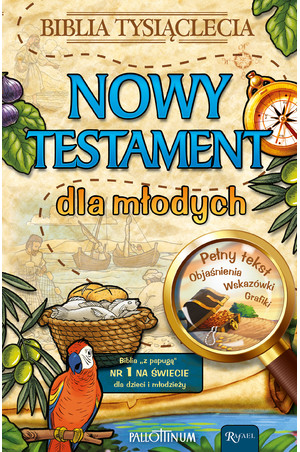 BIBLIA TYSIĄCLECIA
NOWY
TESTAMENT
dla młodych
Pełny tekst
Objaśnienia
Wskazówki
Grafiki
Biblia „z papugą"
NR 1 NA ŚWIECIE
dla dzieci i młodzieży
PALLOTTINUM
RAFAEL